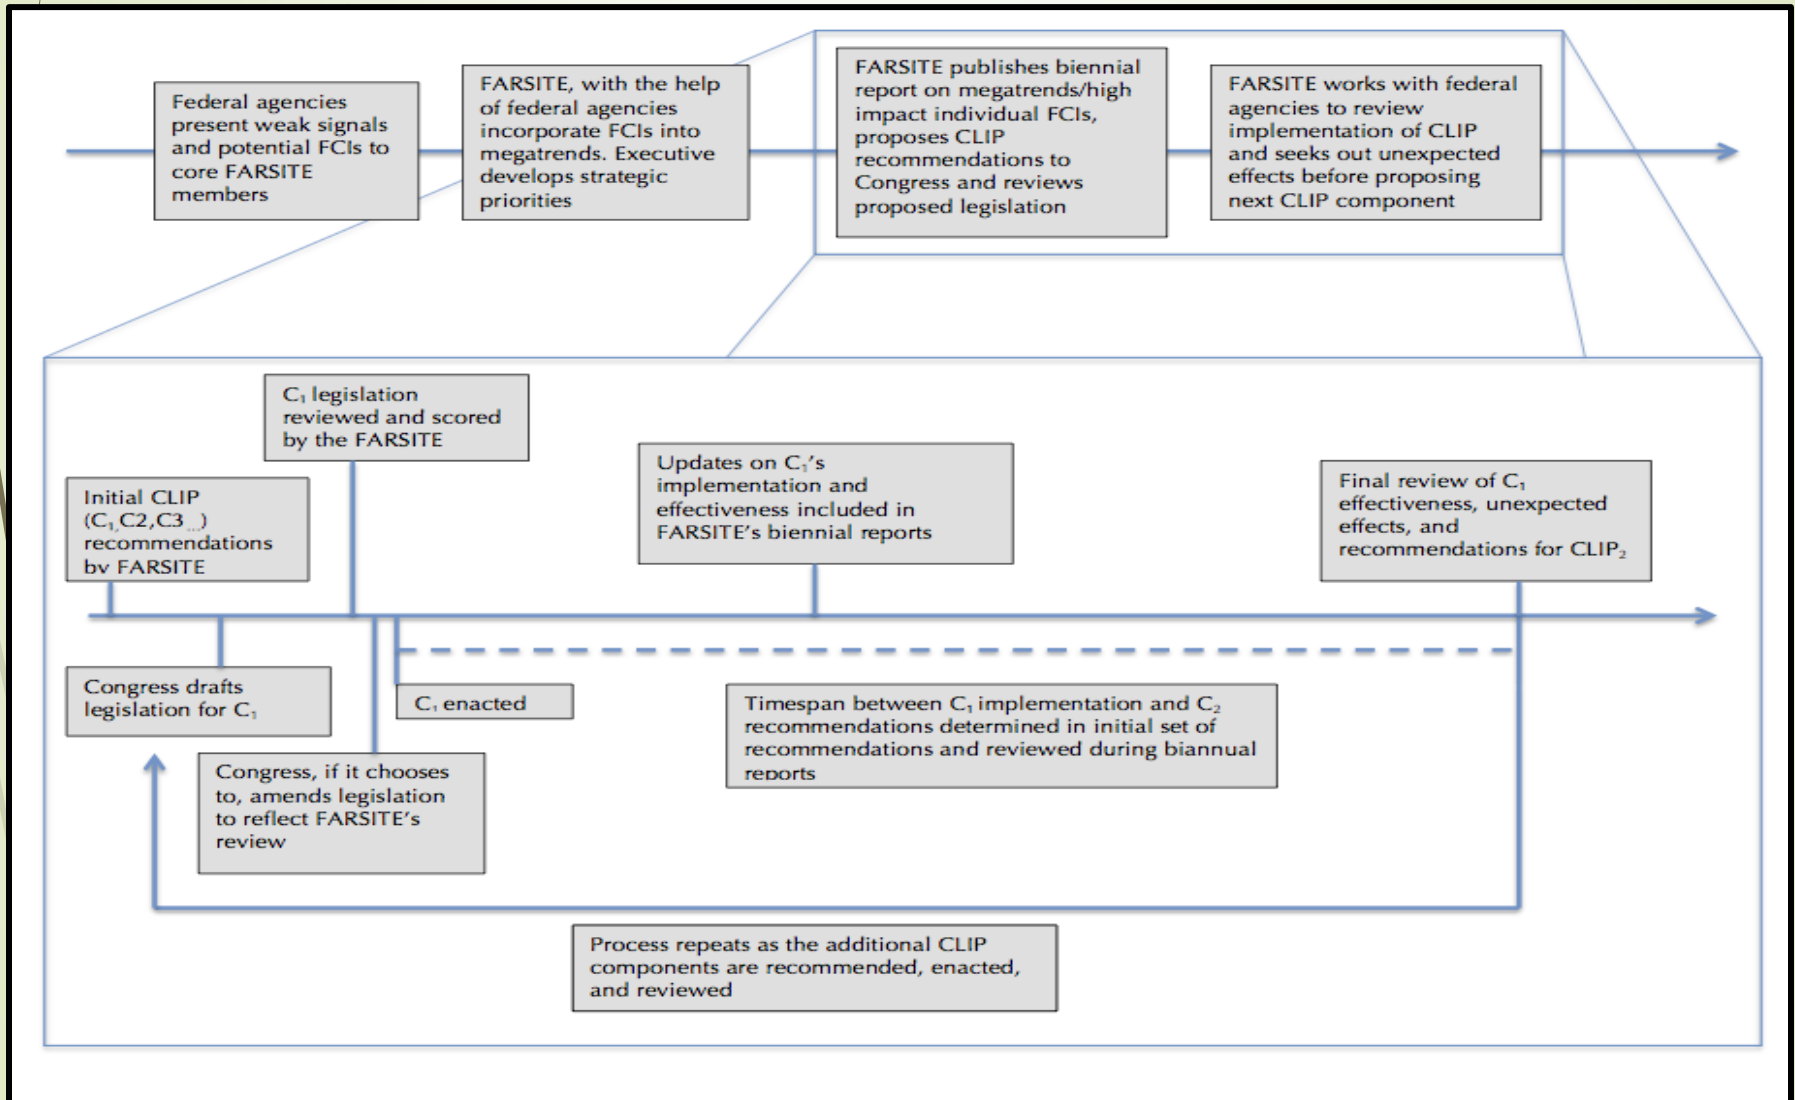 Federal agencies
present weak signals
and potential FCIs to
core FARSITE
members
FARSITE, with the help
of federal agencies
incorporate FCIs into
megatrends. Executive
develops strategic
priorities
FARSITE publishes biennial
report on megatrends/high
impact individual FCIs,
proposes CLIP
recommendations to
Congress and reviews
proposed legislation
FARSITE works with federal
agencies to review
implementation of CLIP
and seeks out unexpected
effects before proposing
next CLIP component
C₁ legislation
reviewed and scored
by the FARSITE
Initial CLIP
(C₁,C2,C3...)
recommendations
by FARSITE
Updates on C₁’s
implementation and
effectiveness included in
FARSITE’s biennial reports
Final review of C₁
effectiveness, unexpected
effects, and
recommendations for CLIP₂
Congress drafts
legislation for C₁
C₁ enacted
Congress, if it chooses
to, amends legislation
to reflect FARSITE’s
review
Timespan between C₁ implementation and C₂
recommendations determined in initial set of
recommendations and reviewed during biannual
reports
Process repeats as the additional CLIP
components are recommended, enacted,
and reviewed